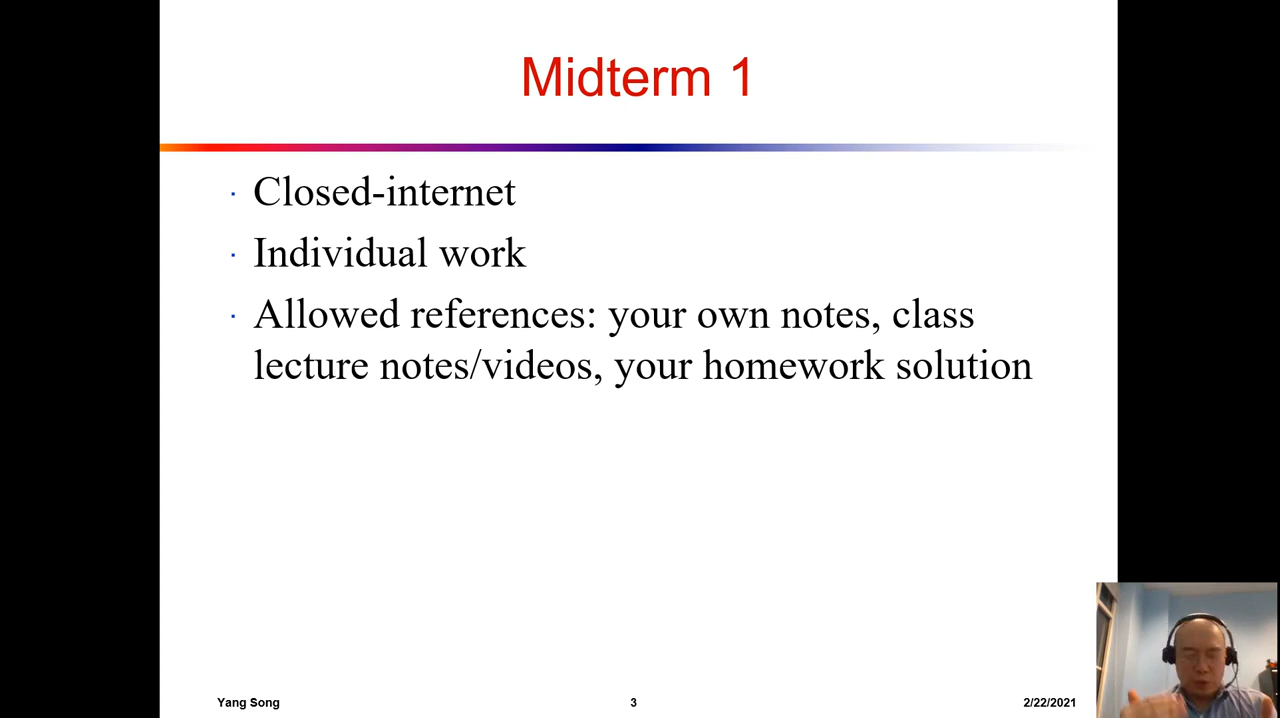 Midterm 1
· Closed-internet
· Individual work
· Allowed references: your own notes, class
lecture notes/videos, your homework solution
Yang Song
3
2/22/2021